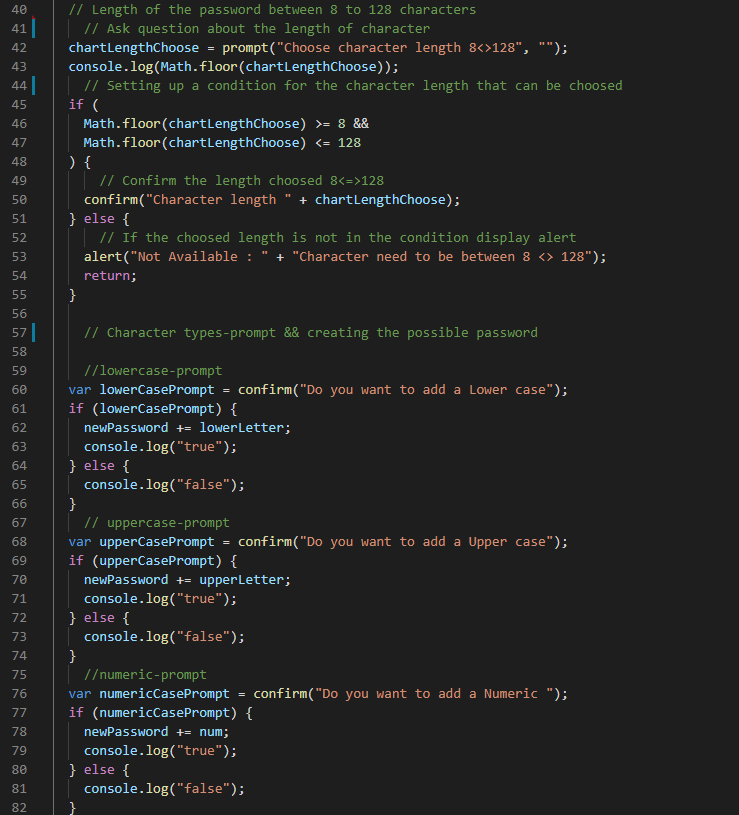 40 // Length of the password between 8 to 128 characters
41 // Ask question about the length of character
42 chartLengthChoose = prompt("Choose character length 8<>128", "");
43 console.log(Math.floor(chartLengthChoose));
44 // Setting up a condition for the character length that can be choosed
45 if (
46 Math.floor(chartLengthChoose) >= 8 &&
47 Math.floor(chartLengthChoose) <= 128
48 ) {
49 // Confirm the length choosed 8<=>128
50 confirm("Character length " + chartLengthChoose);
51 } else {
52 // If the choosed length is not in the condition display alert
53 alert("Not Available : " + "Character need to be between 8 <> 128");
54 return;
55 }
56
57 // Character types-prompt && creating the possible password
58
59 //lowercase-prompt
60 var lowerCasePrompt = confirm("Do you want to add a Lower case");
61 if (lowerCasePrompt) {
62 newPassword += lowerLetter;
63 console.log("true");
64 } else {
65 console.log("false");
66 }
67 // uppercase-prompt
68 var upperCasePrompt = confirm("Do you want to add a Upper case");
69 if (upperCasePrompt) {
70 newPassword += upperLetter;
71 console.log("true");
72 } else {
73 console.log("false");
74 }
75 //numeric-prompt
76 var numericCasePrompt = confirm("Do you want to add a Numeric ");
77 if (numericCasePrompt) {
78 newPassword += num;
79 console.log("true");
80 } else {
81 console.log("false");
82 }